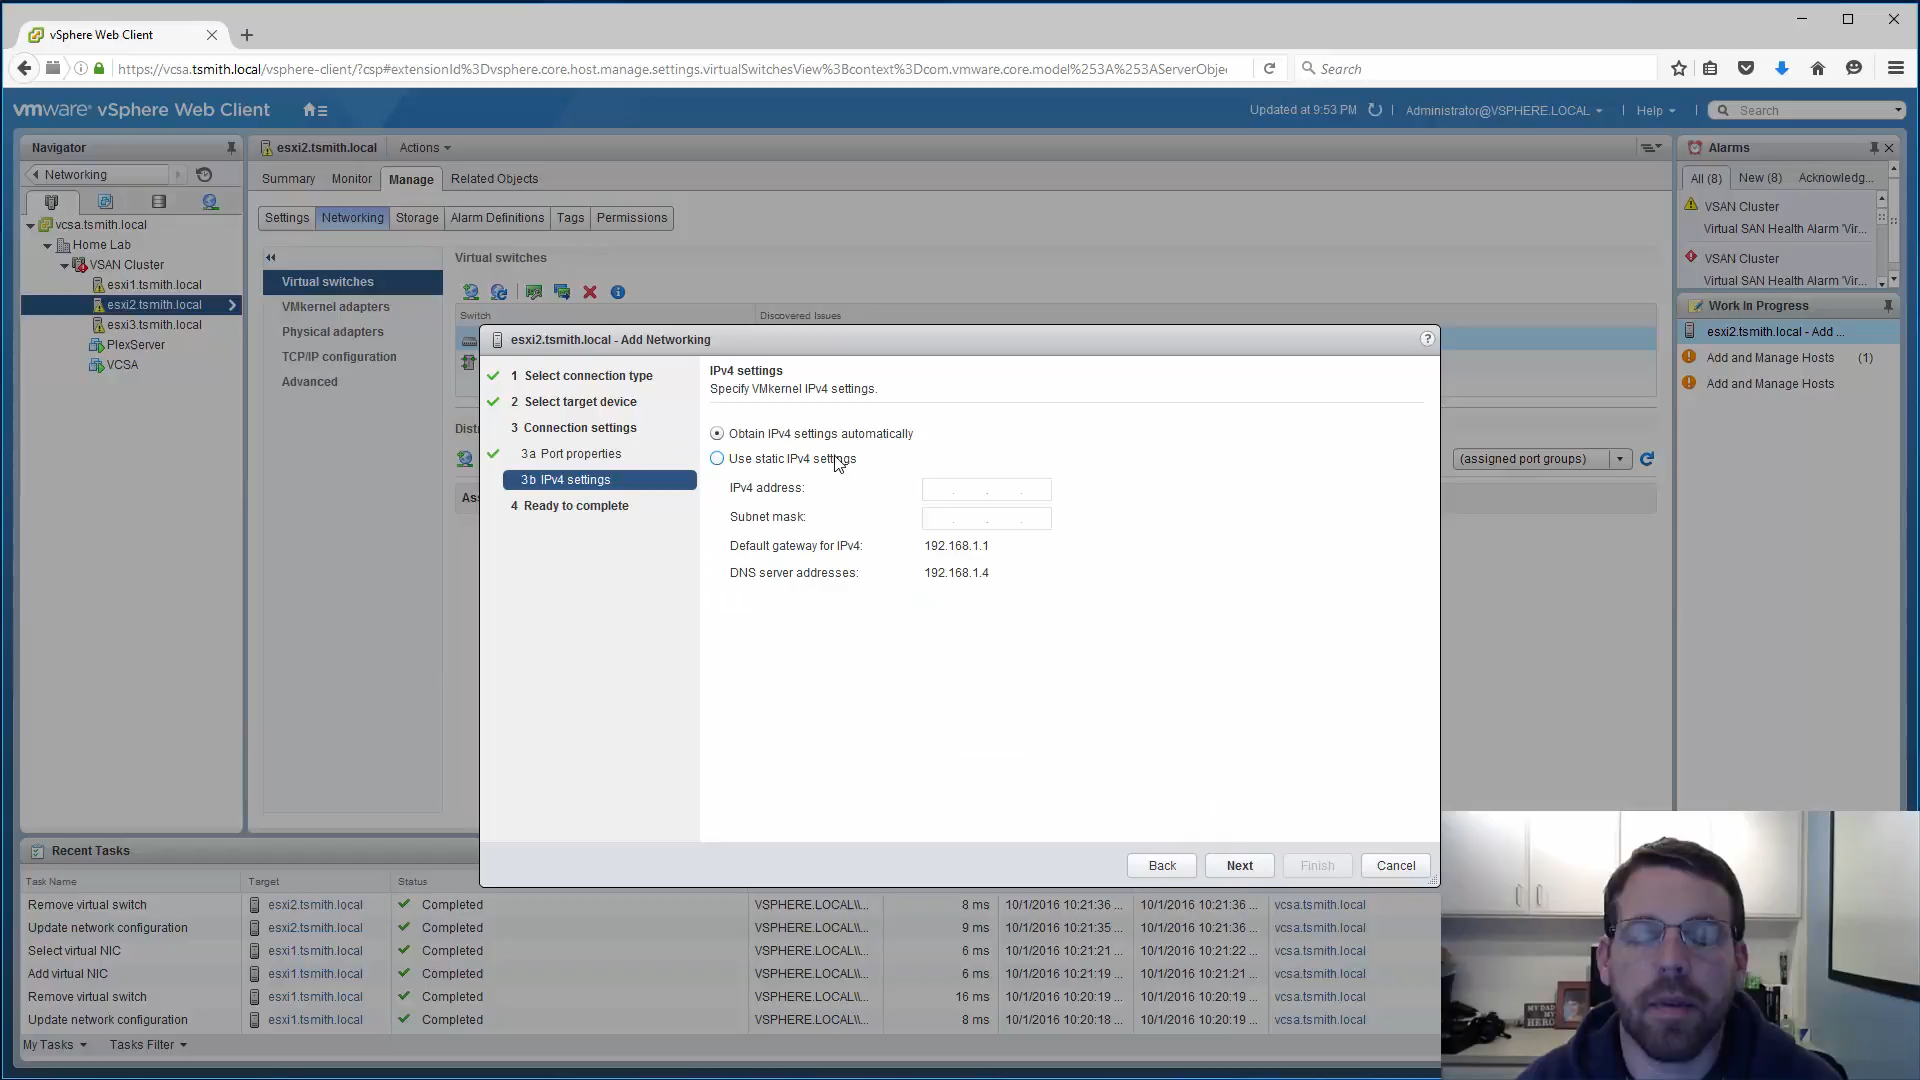 vSphere Web Client
https://vcsa.tsmith.local/vsphere-client/?csp#extensionId%3Dvsphere.core.host.manage.settings.virtualSwitchesView%3Bcontext%3Dcom.vmware.core.model%253A%253AServerObje
Search
vmware® vSphere Web Client
Updated at 9:53 PM
Administrator@VSPHERE.LOCAL
Help
Search
Navigator
esxi2.tsmith.local
Actions
Alarms
Networking
Summary
Monitor
Manage
Related Objects
All (8)
New (8)
Acknowledg...
Settings
Networking
Storage
Alarm Definitions
Tags
Permissions
VSAN Cluster
Virtual SAN Health Alarm 'Vir...
VSAN Cluster
Virtual SAN Health Alarm 'Vir...
vcsa.tsmith.local
Home Lab
VSAN Cluster
esxi1.tsmith.local
esxi2.tsmith.local
esxi3.tsmith.local
PlexServer
VCSA
Virtual switches
VMkernel adapters
Physical adapters
TCP/IP configuration
Advanced
Virtual switches
Switch
Discovered Issues
Dist
(assigned port groups)
Ass
Work In Progress
esxi2.tsmith.local - Add ...
Add and Manage Hosts
(1)
Add and Manage Hosts
esxi2.tsmith.local - Add Networking
?
1 Select connection type
2 Select target device
3 Connection settings
3a Port properties
3b IPv4 settings
4 Ready to complete
IPv4 settings
Specify VMkernel IPv4 settings.
Obtain IPv4 settings automatically
Use static IPv4 settings
IPv4 address:
Subnet mask:
Default gateway for IPv4: 192.168.1.1
DNS server addresses: 192.168.1.4
Back
Next
Finish
Cancel
Recent Tasks
Task Name
Target
Status
Remove virtual switch esxi2.tsmith.local Completed VSPHERE.LOCAL\\... 8 ms 10/1/2016 10:21:36 ... 10/1/2016 10:21:36 ... vcsa.tsmith.local
Update network configuration esxi2.tsmith.local Completed VSPHERE.LOCAL\\... 9 ms 10/1/2016 10:21:35 ... 10/1/2016 10:21:36 ... vcsa.tsmith.local
Select virtual NIC esxi1.tsmith.local Completed VSPHERE.LOCAL\\... 6 ms 10/1/2016 10:21:21 ... 10/1/2016 10:21:22 ... vcsa.tsmith.local
Add virtual NIC esxi1.tsmith.local Completed VSPHERE.LOCAL\\... 6 ms 10/1/2016 10:21:19 ... 10/1/2016 10:21:21 ... vcsa.tsmith.local
Remove virtual switch esxi1.tsmith.local Completed VSPHERE.LOCAL\\... 16 ms 10/1/2016 10:20:19 ... 10/1/2016 10:20:19 ... vcsa.tsmith.local
Update network configuration esxi1.tsmith.local Completed VSPHERE.LOCAL\\... 8 ms 10/1/2016 10:20:18 ... 10/1/2016 10:20:19 ... vcsa.tsmith.local
My Tasks
Tasks Filter
MY DAD
MY
HERO